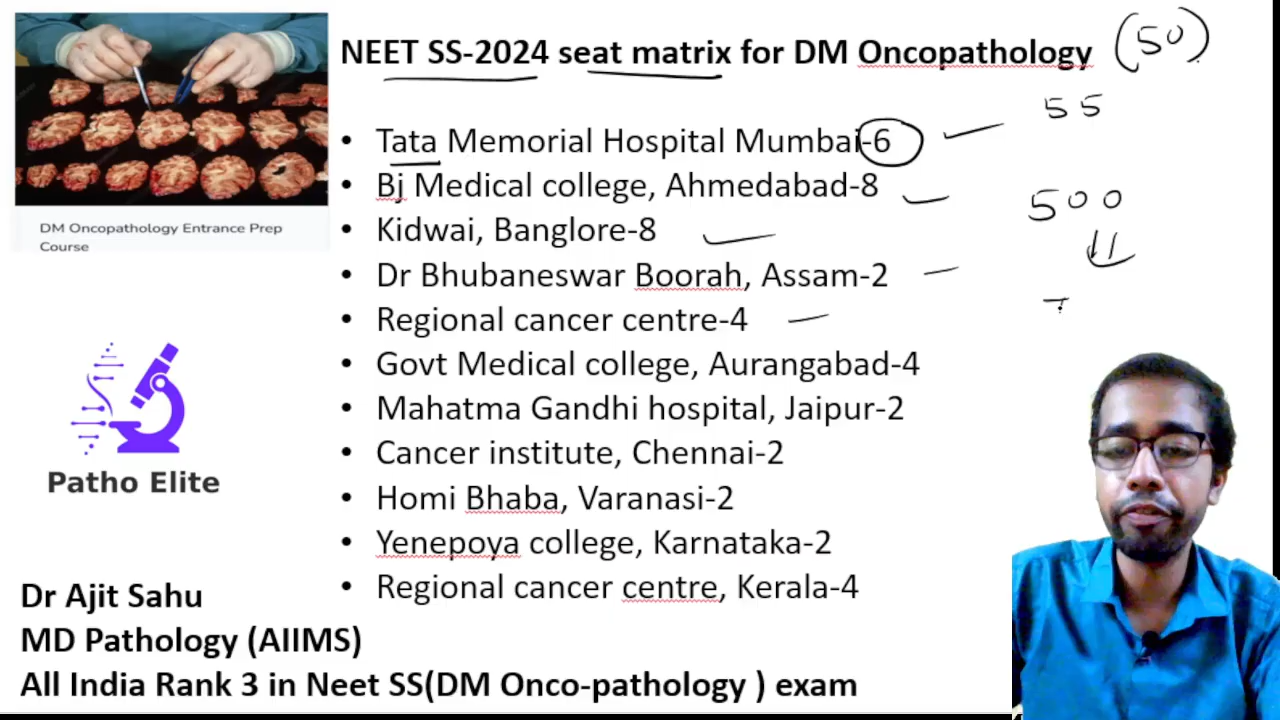 NEET SS-2024 seat matrix for DM Oncopathology (50)
55
• Tata Memorial Hospital Mumbai-6
• Bj Medical college, Ahmedabad-8
500
• Kidwai, Banglore-8
• Dr Bhubaneswar Boorah, Assam-2
• Regional cancer centre-4
• Govt Medical college, Aurangabad-4
• Mahatma Gandhi hospital, Jaipur-2
• Cancer institute, Chennai-2
• Homi Bhaba, Varanasi-2
• Yenepoya college, Karnataka-2
• Regional cancer centre, Kerala-4
DM Oncopathology Entrance Prep
Course
Patho Elite
Dr Ajit Sahu
MD Pathology (AIIMS)
All India Rank 3 in Neet SS(DM Onco-pathology ) exam